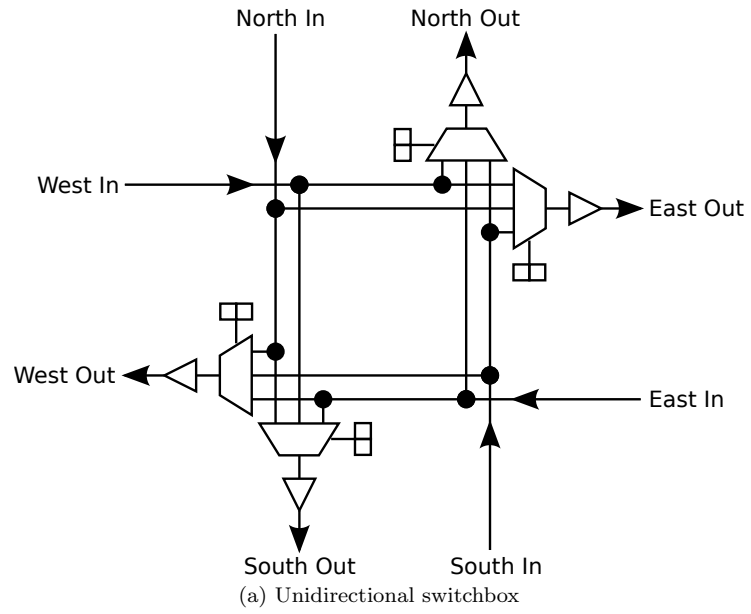 North In
North Out
West In
East Out
West Out
East In
South Out
South In
(a) Unidirectional switchbox